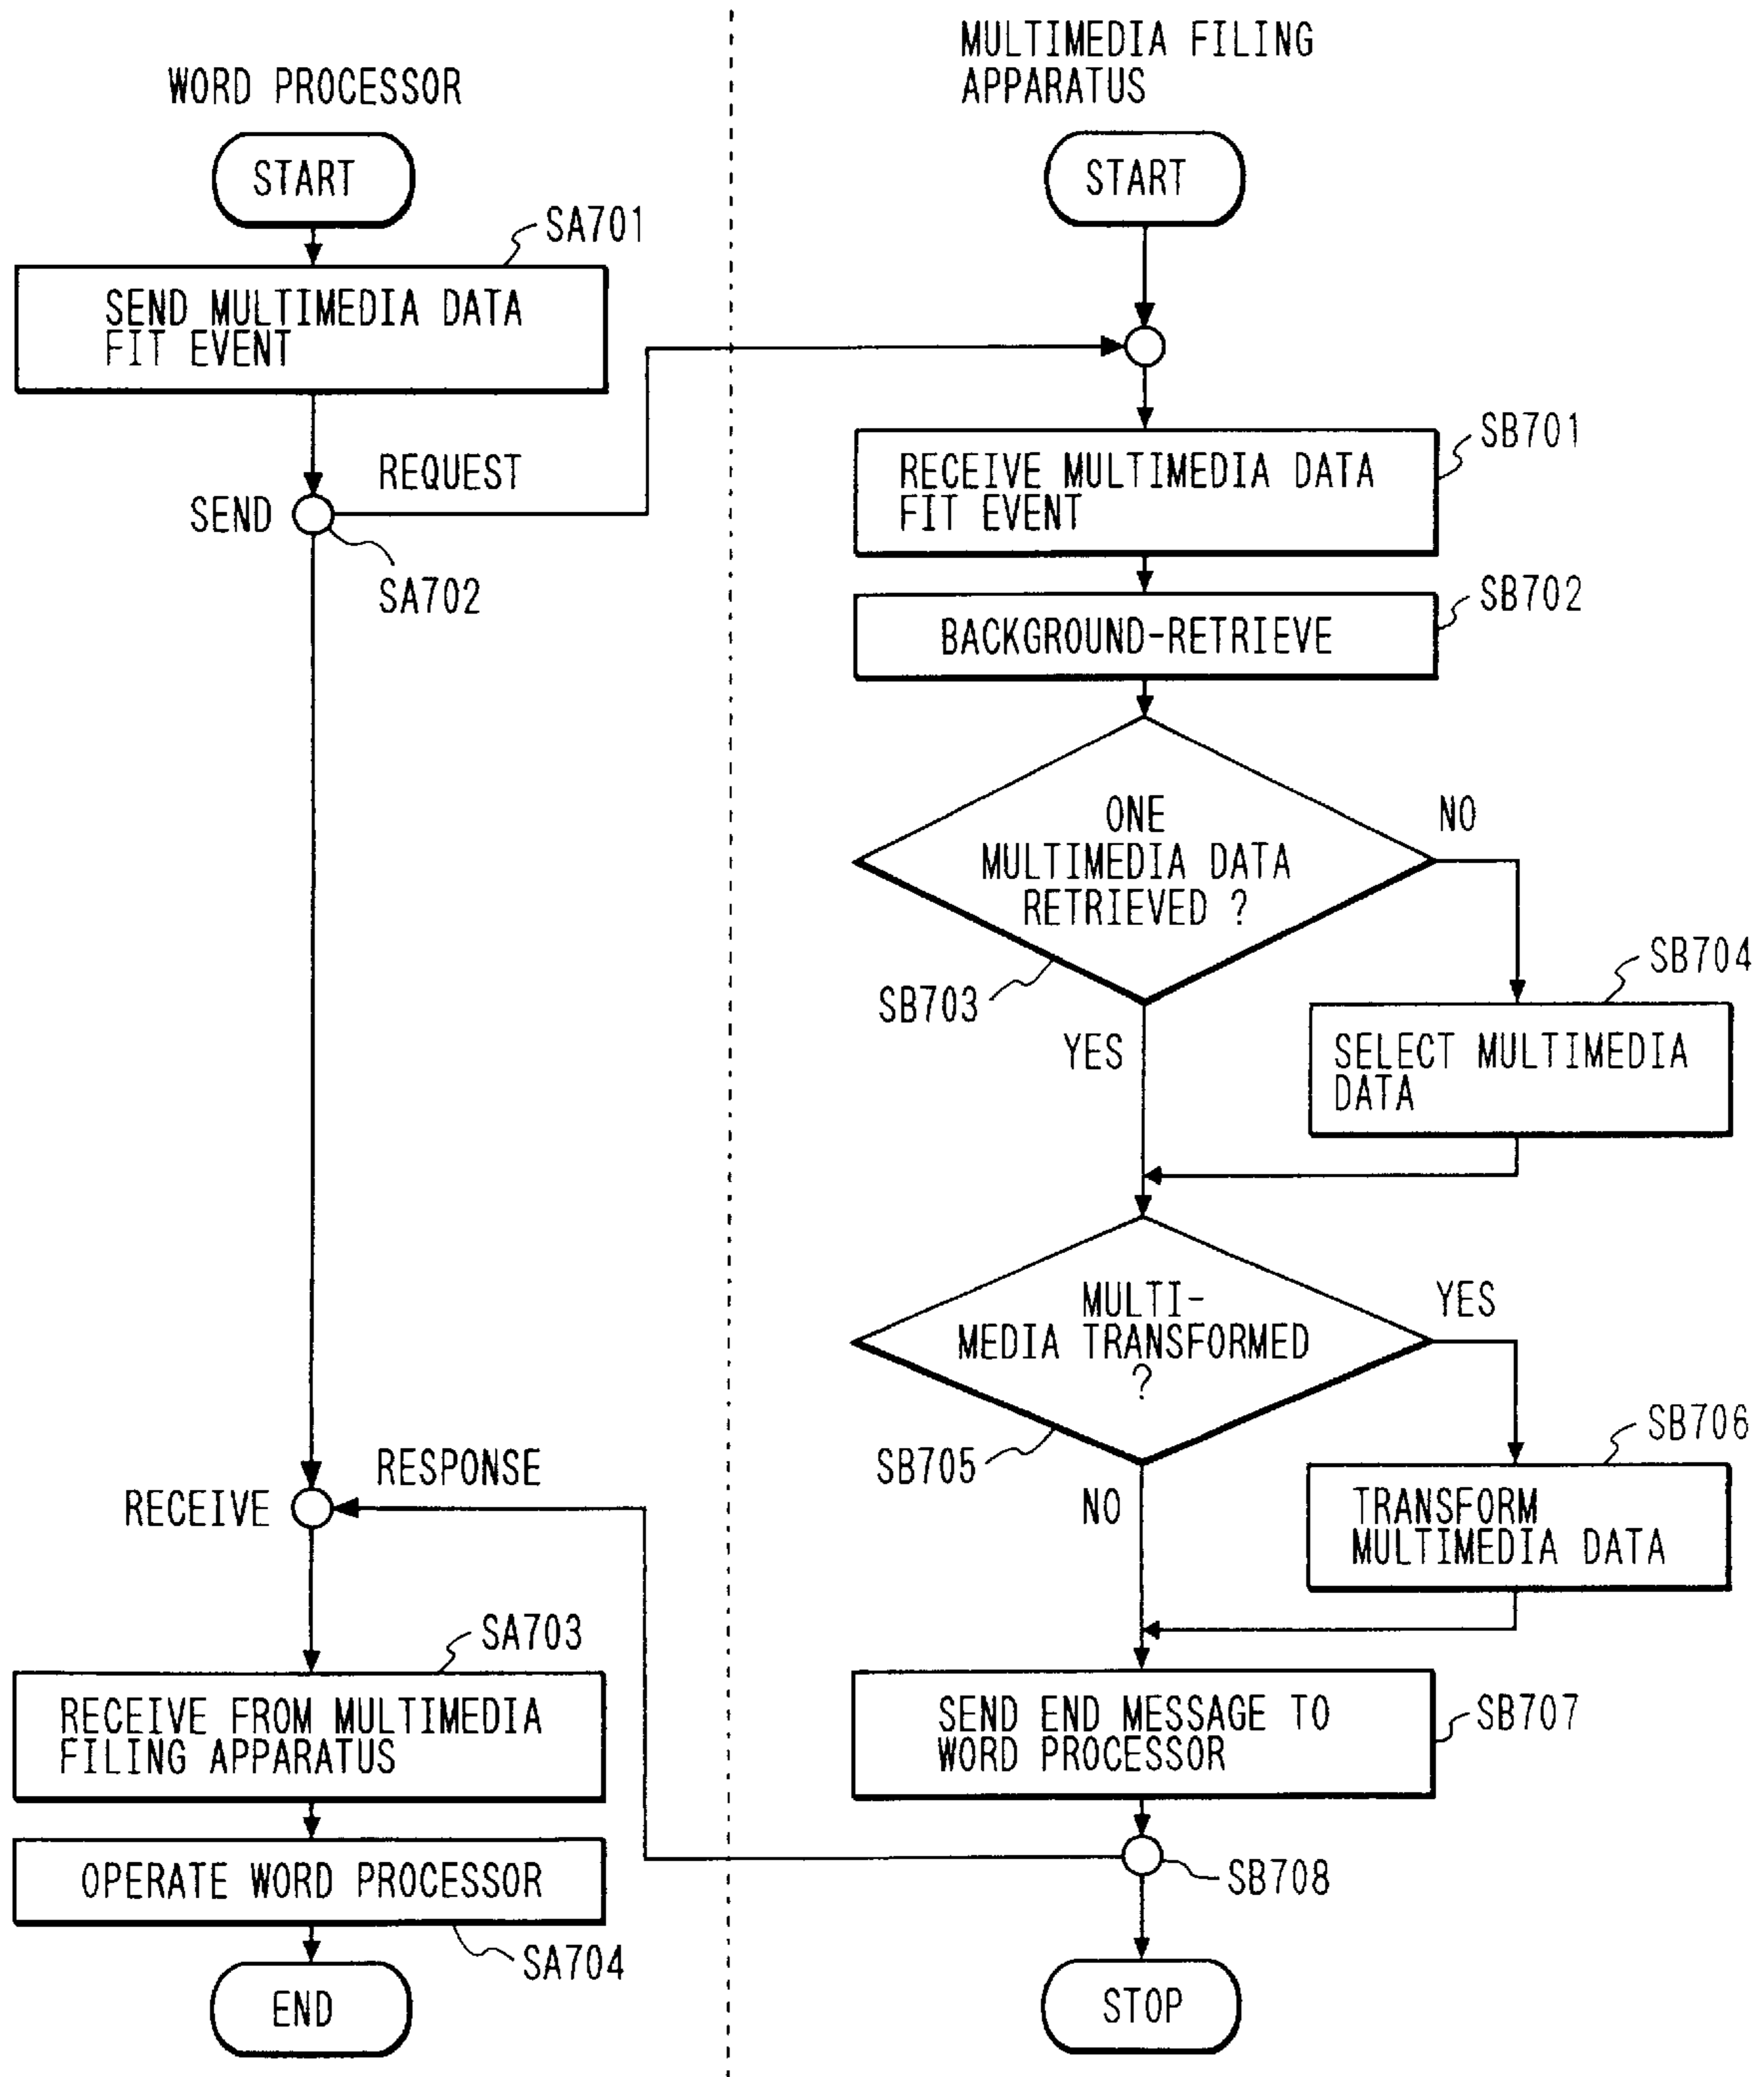 WORD PROCESSOR
START
SA701
SEND MULTIMEDIA DATA
FIT EVENT
REQUEST
SEND
SA702
RESPONSE
RECEIVE
SA703
RECEIVE FROM MULTIMEDIA
FILING APPARATUS
OPERATE WORD PROCESSOR
SA704
END
MULTIMEDIA FILING
APPARATUS
START
SB701
RECEIVE MULTIMEDIA DATA
FIT EVENT
SB702
BACKGROUND-RETRIEVE
ONE
MULTIMEDIA DATA
RETRIEVED ?
NO
SB703
YES
SB704
SELECT MULTIMEDIA
DATA
MULTI-
MEDIA TRANSFORMED
?
YES
SB705
NO
SB706
TRANSFORM
MULTIMEDIA DATA
SEND END MESSAGE TO
WORD PROCESSOR
SB707
SB708
STOP